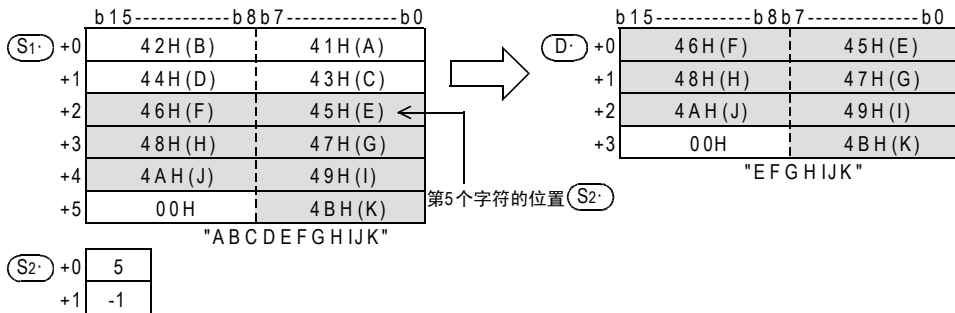 b15------------b8b7-------------b0 b15------------b8b7------------b0
S1· +0 42H(B) 41H(A) D· +0 46H(F) 45H(E)
+1 44H(D) 43H(C) +1 48H(H) 47H(G)
+2 46H(F) 45H(E) +2 4AH(J) 49H(I)
+3 48H(H) 47H(G) +3 00H 4BH(K)
+4 4AH(J) 49H(I) "EFGHIJK"
第5个字符的位置 S2·
+5 00H 4BH(K)
"ABCDEFGHIJK"
S2· +0 5
+1 -1